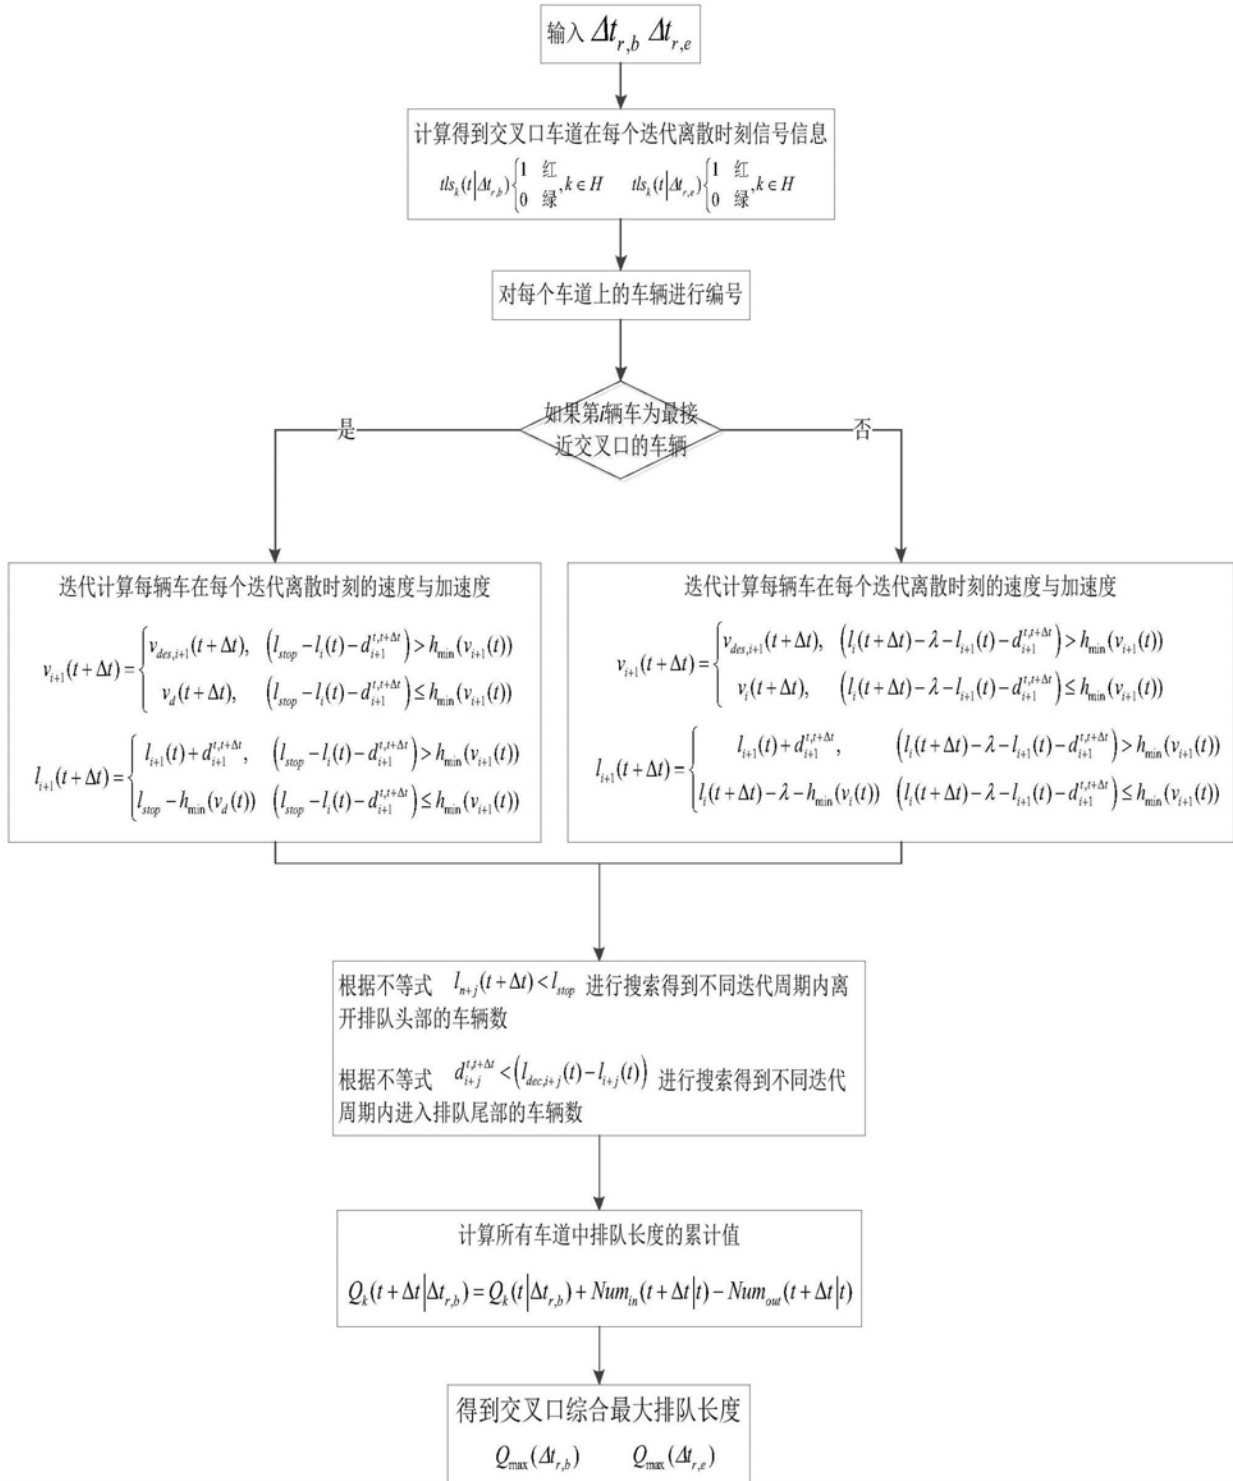 输入 Δt_{r,b} Δt_{r,e}
计算得到交叉口车道在每个迭代离散时刻信号信息
tls_k(t|Δt_{r,b}){1 红 0 绿,k∈H tls_k(t|Δt_{r,e}){1 红 0 绿,k∈H
对每个车道上的车辆进行编号
如果第i辆车为最接
近交叉口的车辆
是
否
迭代计算每辆车在每个迭代离散时刻的速度与加速度
v_{i+1}(t+Δt)={v_{des,i+1}(t+Δt), (l_{stop}-l_i(t)-d_{i+1}^{t,t+Δt})>h_{min}(v_{i+1}(t))
v_d(t+Δt), (l_{stop}-l_i(t)-d_{i+1}^{t,t+Δt})≤h_{min}(v_{i+1}(t))
l_{i+1}(t+Δt)={l_{i+1}(t)+d_{i+1}^{t,t+Δt}, (l_{stop}-l_i(t)-d_{i+1}^{t,t+Δt})>h_{min}(v_{i+1}(t))
l_{stop}-h_{min}(v_d(t)) (l_{stop}-l_i(t)-d_{i+1}^{t,t+Δt})≤h_{min}(v_{i+1}(t))
迭代计算每辆车在每个迭代离散时刻的速度与加速度
v_{i+1}(t+Δt)={v_{des,i+1}(t+Δt), (l_i(t+Δt)-λ-l_{i+1}(t)-d_{i+1}^{t,t+Δt})>h_{min}(v_{i+1}(t))
v_i(t+Δt), (l_i(t+Δt)-λ-l_{i+1}(t)-d_{i+1}^{t,t+Δt})≤h_{min}(v_{i+1}(t))
l_{i+1}(t+Δt)={l_{i+1}(t)+d_{i+1}^{t,t+Δt}, (l_i(t+Δt)-λ-l_{i+1}(t)-d_{i+1}^{t,t+Δt})>h_{min}(v_{i+1}(t))
l_i(t+Δt)-λ-h_{min}(v_i(t)) (l_i(t+Δt)-λ-l_{i+1}(t)-d_{i+1}^{t,t+Δt})≤h_{min}(v_{i+1}(t))
根据不等式 l_{n+j}(t+Δt)<l_{stop} 进行搜索得到不同迭代周期内离
开排队头部的车辆数
根据不等式 d_{i+j}^{t,t+Δt}<(l_{dec,i+j}(t)-l_{i+j}(t)) 进行搜索得到不同迭代
周期内进入排队尾部的车辆数
计算所有车道中排队长度的累计值
Q_k(t+Δt|Δt_{r,b})=Q_k(t|Δt_{r,b})+Num_{in}(t+Δt|t)-Num_{out}(t+Δt|t)
得到交叉口综合最大排队长度
Q_{max}(Δt_{r,b}) Q_{max}(Δt_{r,e})